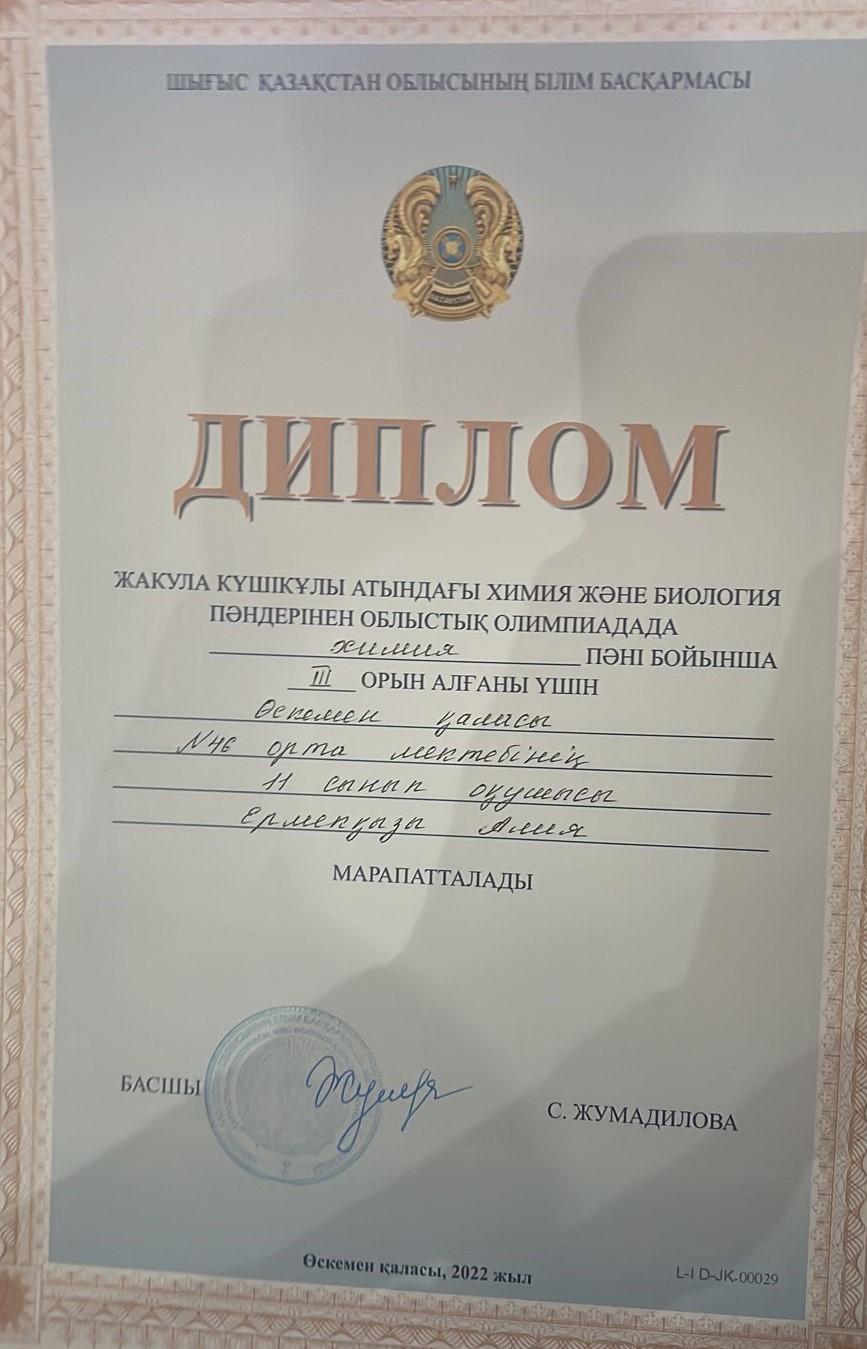 ШЫҒЫС ҚАЗАҚСТАН ОБЛЫСЫНЫҢ БІЛІМ БАСҚАРМАСЫ
ДИПЛОМ
ЖАКУЛА КҮШІКҰЛЫ АТЫНДАҒЫ ХИМИЯ ЖӘНЕ БИОЛОГИЯ
ПӘНДЕРІНЕН ОБЛЫСТЫҚ ОЛИМПИАДАДА
химия ПӘНІ БОЙЫНША
III ОРЫН АЛҒАНЫ ҮШІН
Өскемен қаласы
№46 орта мектебінің
11 сынып оқушысы
Ермекқызы Алия
МАРАПАТТАЛАДЫ
БАСШЫ
С. ЖУМАДИЛОВА
Өскемен қаласы, 2022 жыл
L-I D-JK-00029